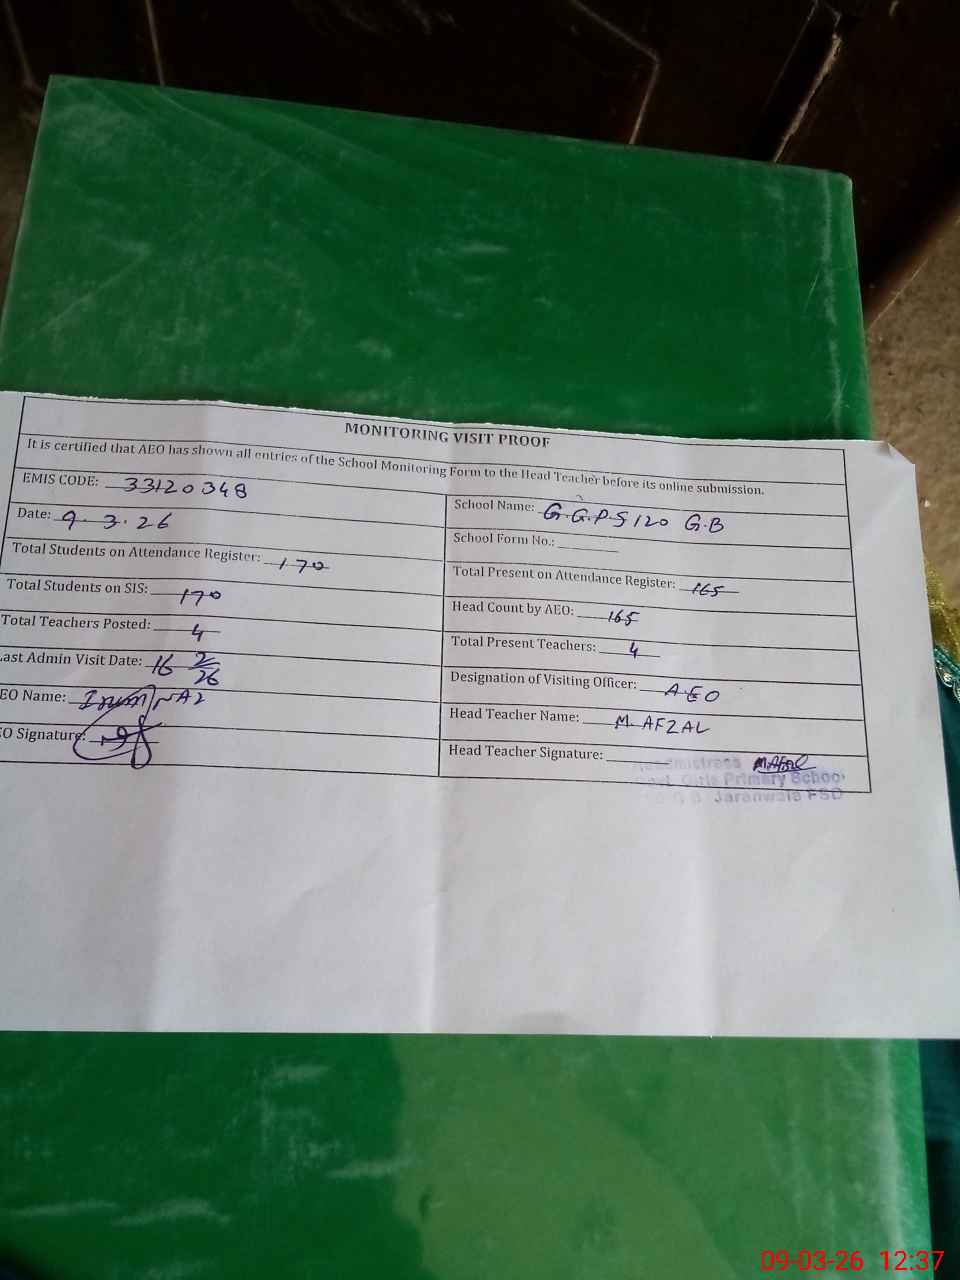 MONITORING VISIT PROOF
It is certified that AEO has shown all entries of the School Monitoring Form to the Head Teacher before its online submission.
EMIS CODE: 33120348
School Name: G.G.P.S 120 G.B
Date: 9.3.26
School Form No.:
Total Students on Attendance Register: 170
Total Present on Attendance Register: 165
Total Students on SIS: 170
Head Count by AEO: 165
Total Teachers Posted: 4
Total Present Teachers: 4
Last Admin Visit Date: 16 2/26
Designation of Visiting Officer: AEO
EO Name:
Head Teacher Name: M. AFZAL
EO Signature:
Head Teacher Signature: M.Afzal
Girls Primary School
Jaranwala FSD
09-03-26 12:37